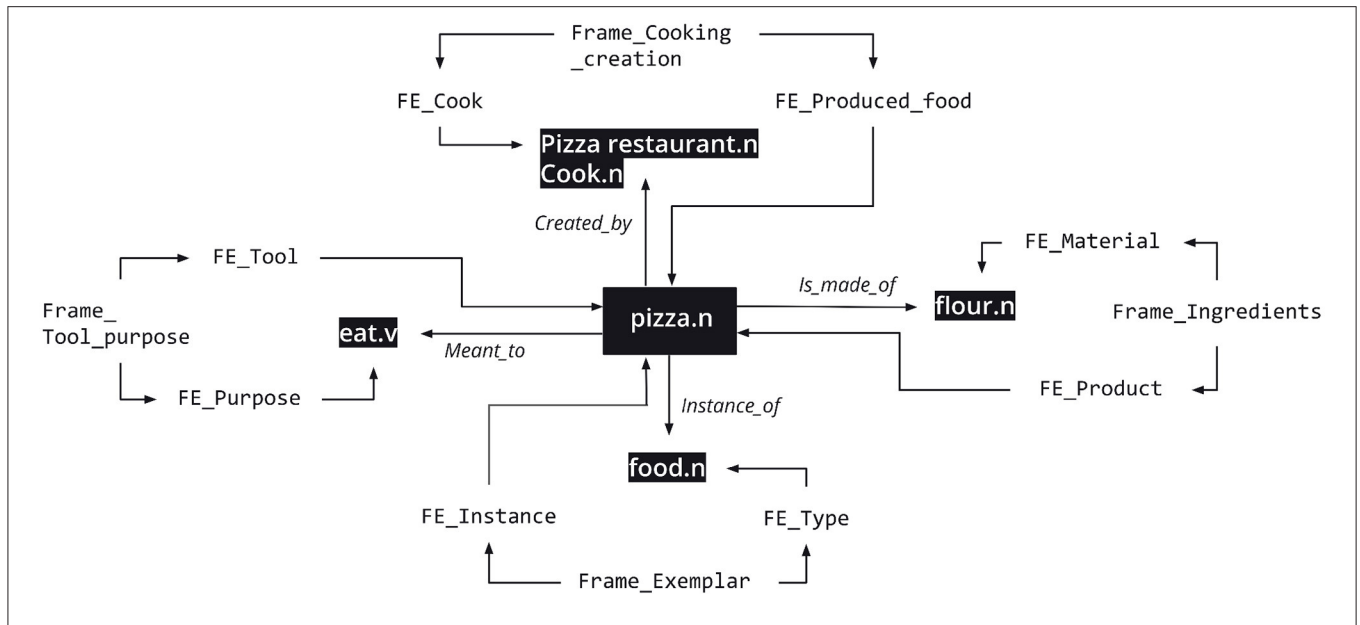 Frame_Cooking
_creation
FE_Cook
FE_Produced_food
Pizza restaurant.n
Cook.n
Created_by
FE_Tool
FE_Material
Is_made_of
Frame_
Tool_purpose
eat.v
pizza.n
flour.n
Frame_Ingredients
Meant_to
FE_Purpose
FE_Product
Instance_of
food.n
FE_Instance
FE_Type
Frame_Exemplar